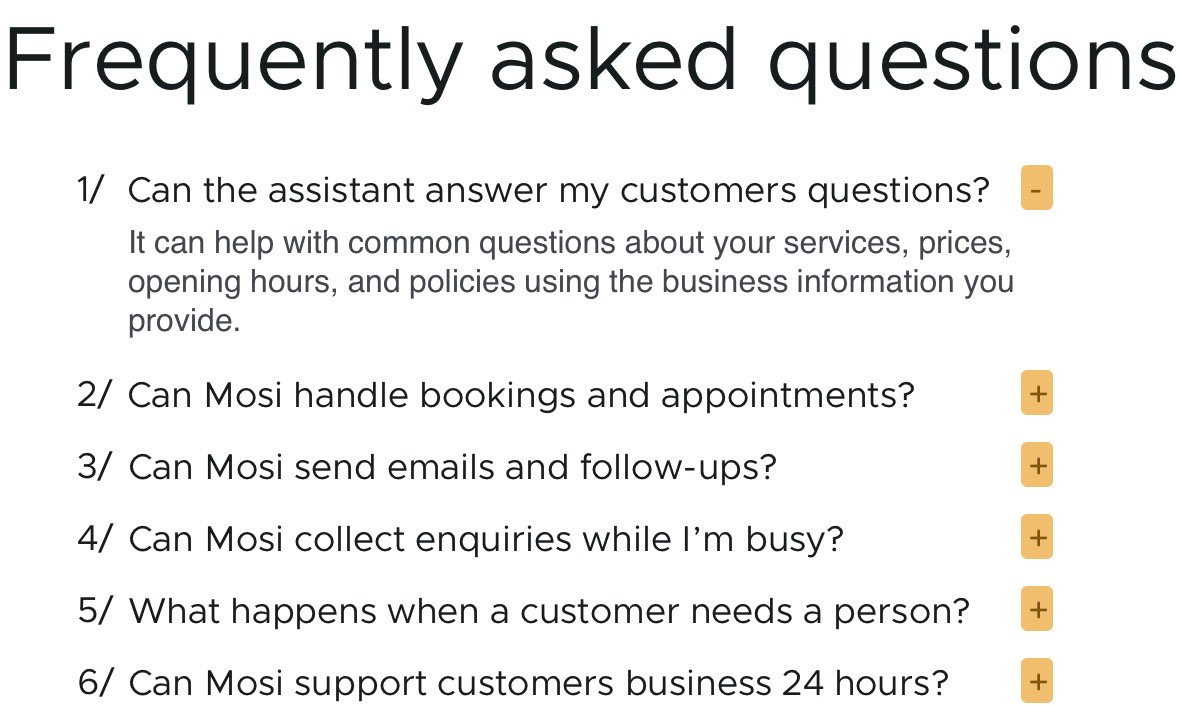 Frequently asked questions
1/ Can the assistant answer my customers questions? -
It can help with common questions about your services, prices,
opening hours, and policies using the business information you
provide.
2/ Can Mosi handle bookings and appointments? +
3/ Can Mosi send emails and follow-ups? +
4/ Can Mosi collect enquiries while I’m busy? +
5/ What happens when a customer needs a person? +
6/ Can Mosi support customers business 24 hours? +